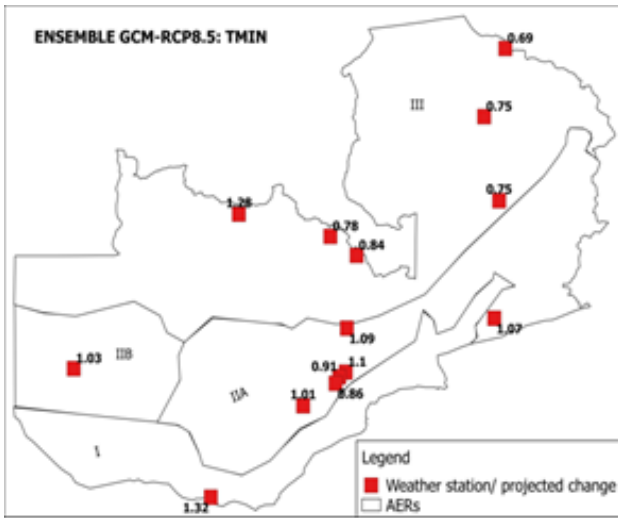 ENSEMBLE GCM-RCP8.5: TMIN
0.69
III
0.75
0.75
1.28
0.78
0.84
1.09
1.07
1.03
IIB
1.1
0.91
0.86
IIA
1.01
I
1.32
Legend
Weather station/ projected change
AERs